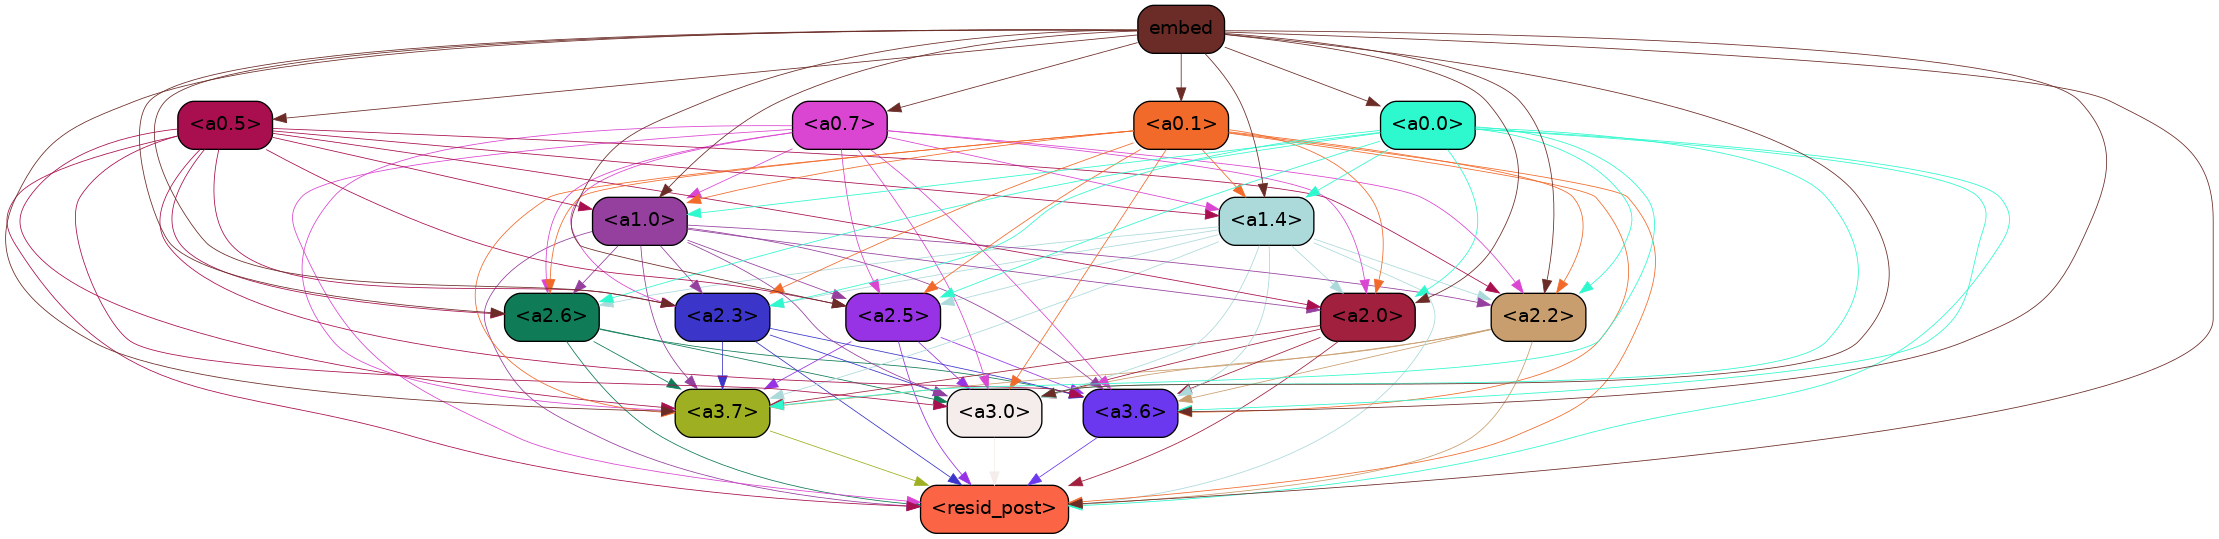 embed
<a0.5>
<a0.7>
<a0.1>
<a0.0>
<a1.0>
<a1.4>
<a2.6>
<a2.3>
<a2.5>
<a2.0>
<a2.2>
<a3.7>
<a3.0>
<a3.6>
<resid_post>